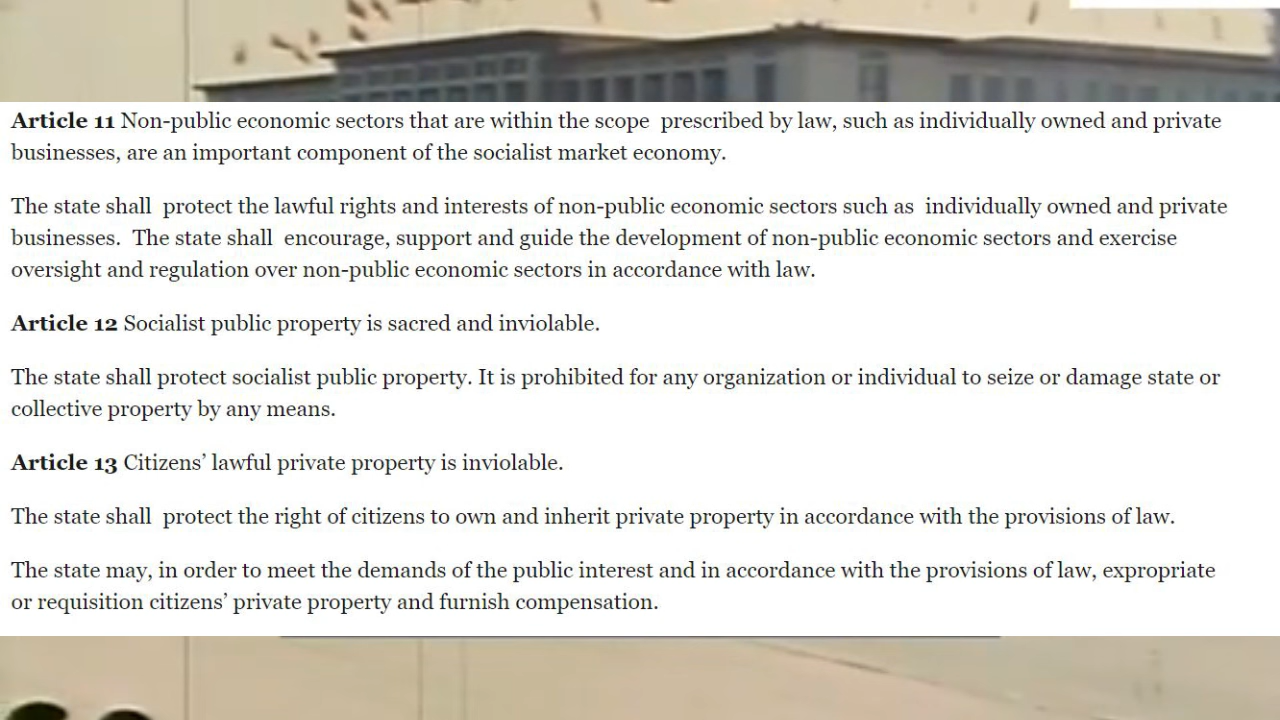 Article 11 Non-public economic sectors that are within the scope  prescribed by law, such as individually owned and private
businesses, are an important component of the socialist market economy.
The state shall  protect the lawful rights and interests of non-public economic sectors such as  individually owned and private
businesses.  The state shall  encourage, support and guide the development of non-public economic sectors and exercise
oversight and regulation over non-public economic sectors in accordance with law.
Article 12 Socialist public property is sacred and inviolable.
The state shall protect socialist public property. It is prohibited for any organization or individual to seize or damage state or
collective property by any means.
Article 13 Citizens’ lawful private property is inviolable.
The state shall  protect the right of citizens to own and inherit private property in accordance with the provisions of law.
The state may, in order to meet the demands of the public interest and in accordance with the provisions of law, expropriate
or requisition citizens’ private property and furnish compensation.